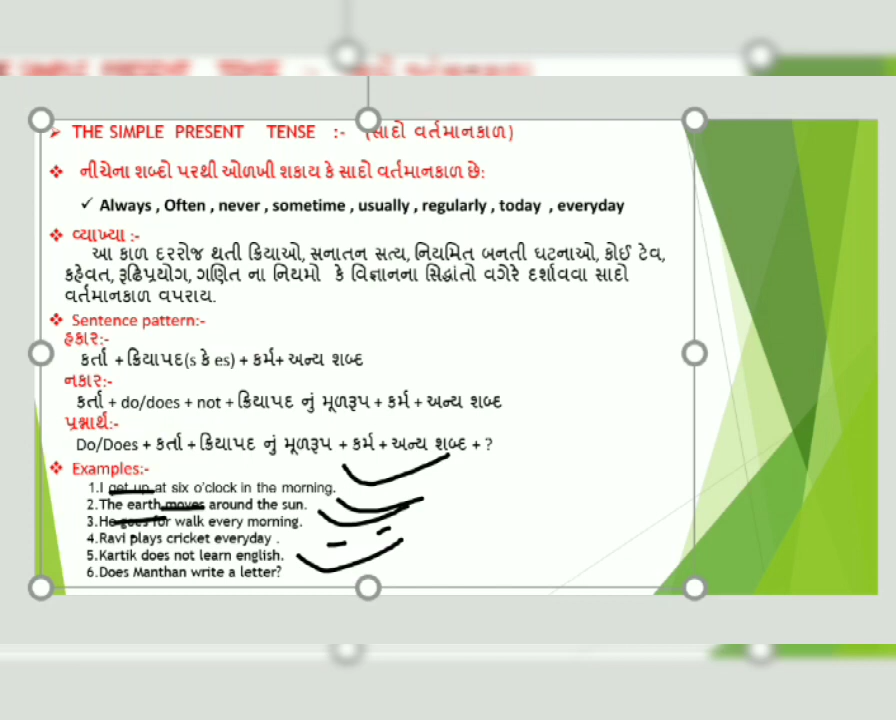 ➢ THE SIMPLE PRESENT TENSE :- (સાદો વર્તમાનકાળ)
❖ નીચેના શબ્દો પરથી ઓળખી શકાય કે સાદો વર્તમાનકાળ છે:
✓ Always , Often , never , sometime , usually , regularly , today , everyday
❖ વ્યાખ્યા :-
આ કાળ દરરોજ થતી ક્રિયાઓ, સનાતન સત્ય, નિયમિત બનતી ઘટનાઓ, કોઈ ટેવ,
કહેવત, રૂઢિપ્રયોગ, ગણિત ના નિયમો કે વિજ્ઞાનના સિદ્ધાંતો વગેરે દર્શાવવા સાદો
વર્તમાનકાળ વપરાય.
❖ Sentence pattern:-
હકાર:-
કર્તા +ક્રિયાપદ(s કે es) + કર્મ+ અન્ય શબ્દ
નકાર:-
કર્તા + do/does + not + ક્રિયાપદ નું મૂળરૂપ + કર્મ + અન્ય શબ્દ
પ્રશ્નાર્થ:-
Do/Does + કર્તા + ક્રિયાપદ નું મૂળરૂપ + કર્મ + અન્ય શબ્દ + ?
❖ Examples:-
1.I get up at six o'clock in the morning.
2.The earth moves around the sun.
3.He goes for walk every morning.
4.Ravi plays cricket everyday .
5.Kartik does not learn english.
6.Does Manthan write a letter?